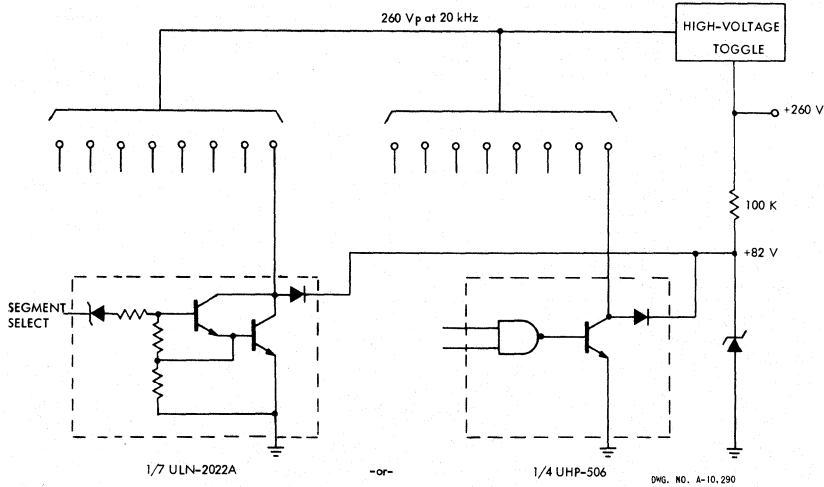 260 Vp at 20 kHz
HIGH-VOLTAGE
TOGGLE
+260 V
100 K
+82 V
SEGMENT
SELECT
1/7 ULN-2022A
-or-
1/4 UHP-506
DWG. NO. A-10,290